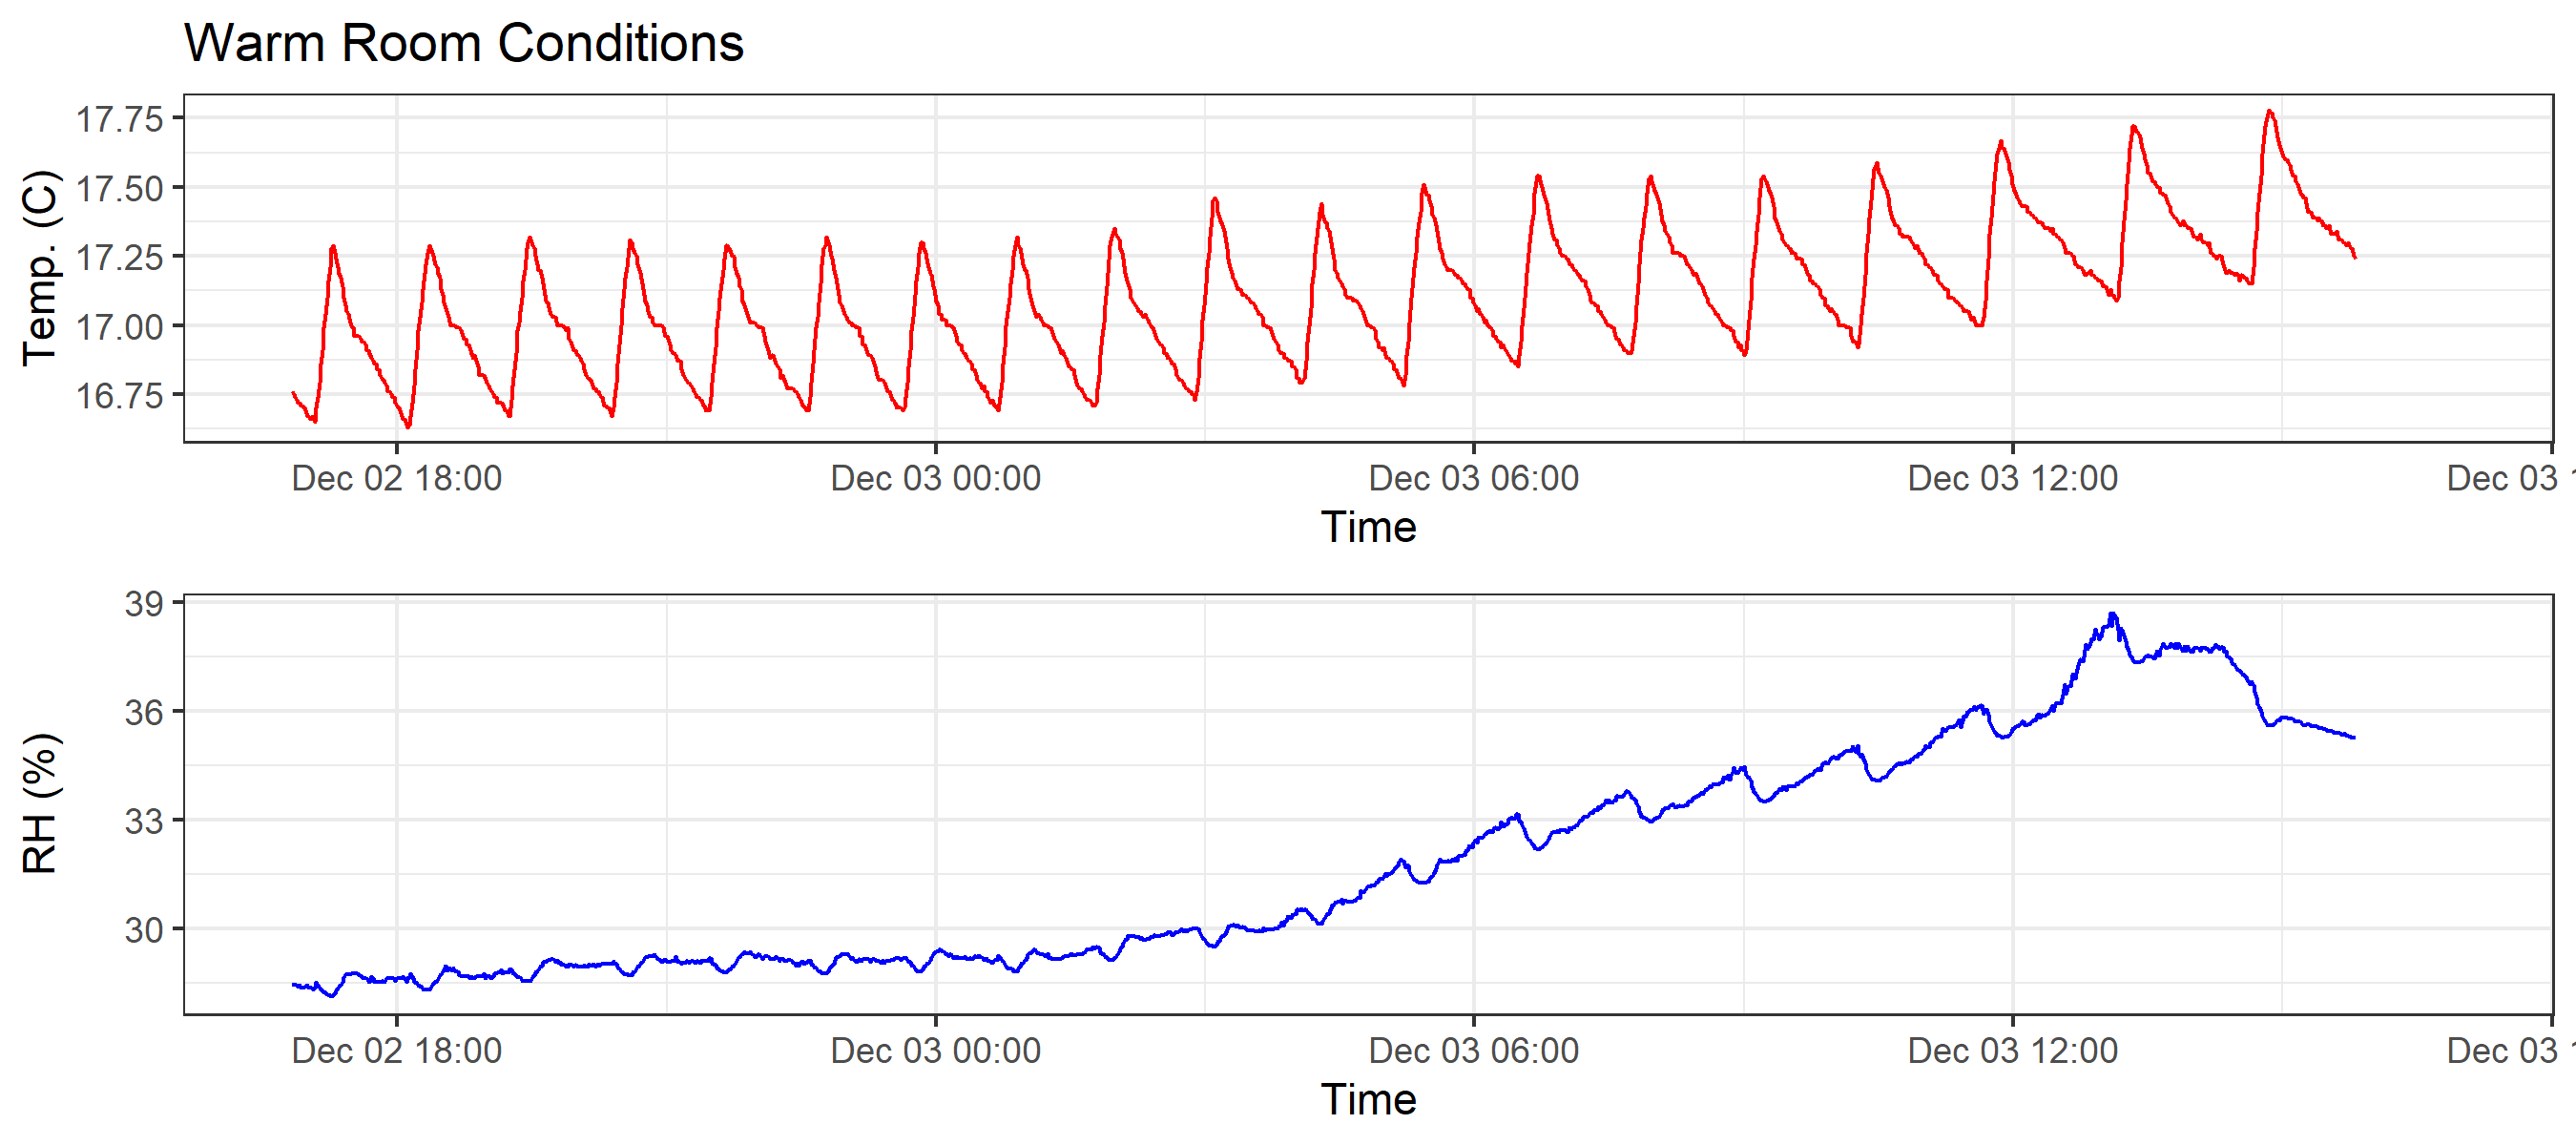 Warm Room Conditions
Temp. (C)
17.75
17.50
17.25
17.00
16.75
Dec 02 18:00 Dec 03 00:00 Dec 03 06:00 Dec 03 12:00 Dec 03
Time
RH (%)
39
36
33
30
Dec 02 18:00 Dec 03 00:00 Dec 03 06:00 Dec 03 12:00 Dec 03
Time